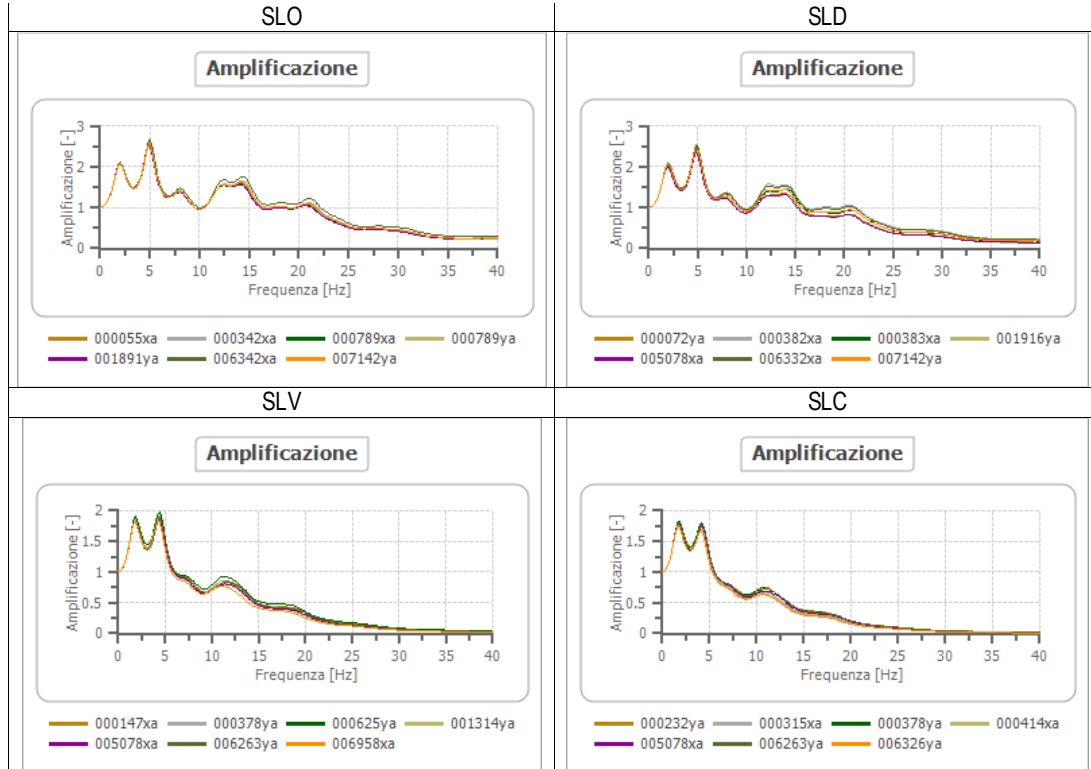 SLO
Amplificazione
Amplificazione [-]
3
2
1
0
0 5 10 15 20 25 30 35 40
Frequenza [Hz]
000055xa 000342xa 000789xa 000789ya
001891ya 006342xa 007142ya
SLD
Amplificazione
Amplificazione [-]
3
2
1
0
0 5 10 15 20 25 30 35 40
Frequenza [Hz]
000072ya 000382xa 000383xa 001916ya
005078xa 006332xa 007142ya
SLV
Amplificazione
Amplificazione [-]
2
1.5
1
0.5
0
0 5 10 15 20 25 30 35 40
Frequenza [Hz]
000147xa 000378ya 000625ya 001314ya
005078xa 006263ya 006958xa
SLC
Amplificazione
Amplificazione [-]
2
1.5
1
0.5
0
0 5 10 15 20 25 30 35 40
Frequenza [Hz]
000232ya 000315xa 000378ya 000414xa
005078xa 006263ya 006326ya